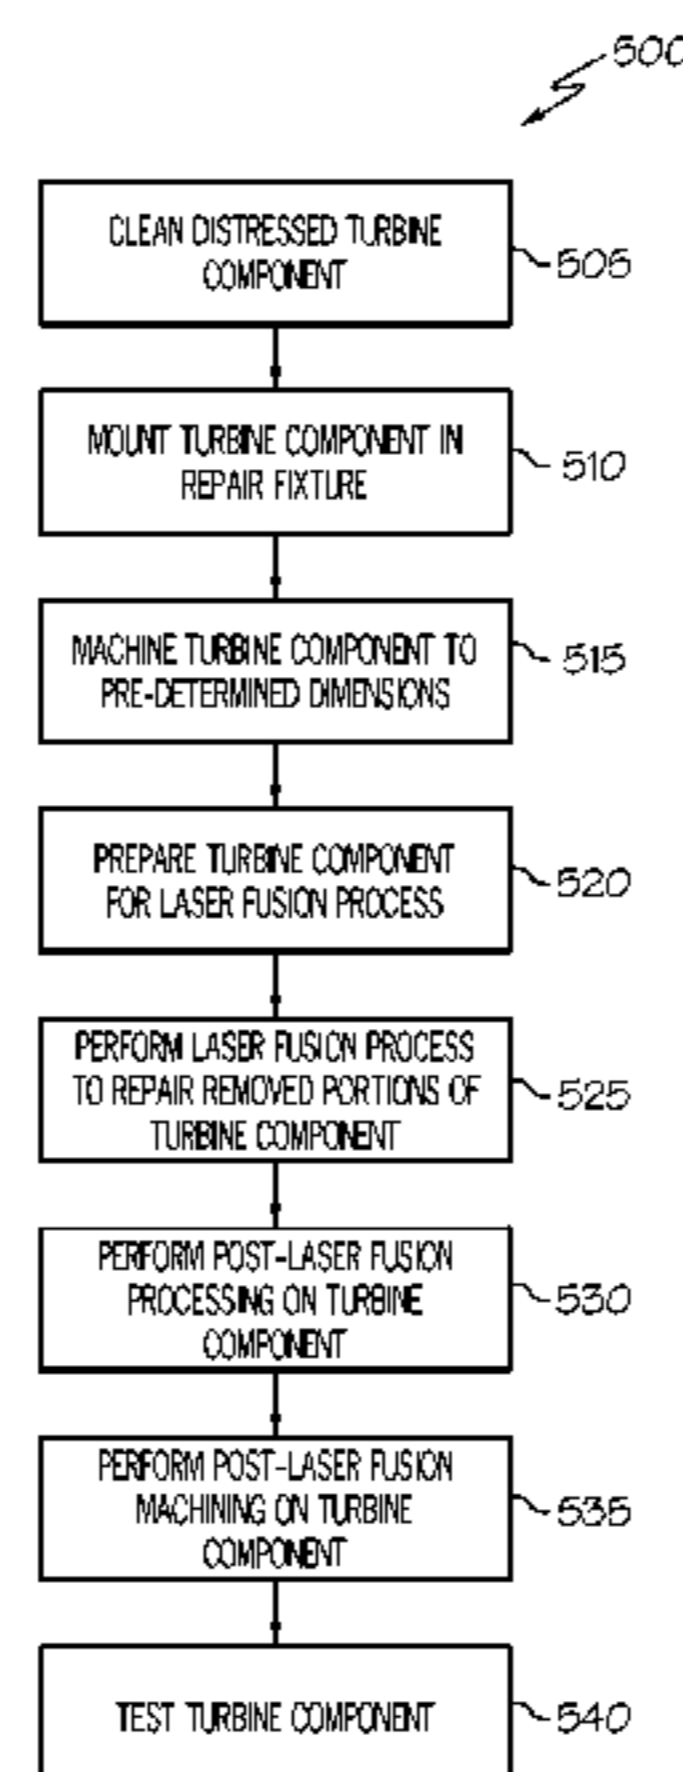 500
CLEAN DISTRESSED TURBINE
COMPONENT
505
MOUNT TURBINE COMPONENT IN
REPAIR FIXTURE
510
MACHINE TURBINE COMPONENT TO
PRE-DETERMINED DIMENSIONS
515
PREPARE TURBINE COMPONENT
FOR LASER FUSION PROCESS
520
PERFORM LASER FUSION PROCESS
TO REPAIR REMOVED PORTIONS OF
TURBINE COMPONENT
525
PERFORM POST-LASER FUSION
PROCESSING ON TURBINE
COMPONENT
530
PERFORM POST-LASER FUSION
MACHINING ON TURBINE
COMPONENT
535
TEST TURBINE COMPONENT
540